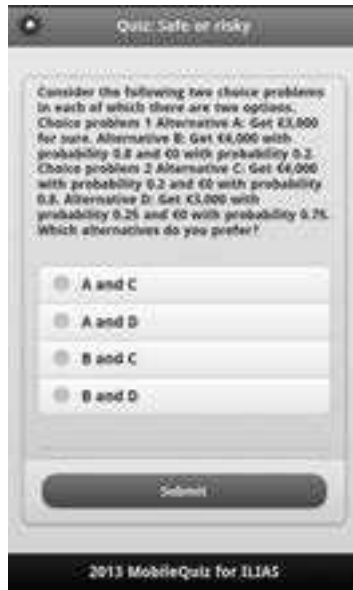 Quiz: Safe or risky
Consider the following two choice problems
in each of which there are two options.
Choice problem 1 Alternative A: Get €3,000
for sure. Alternative B: Get €4,000 with
probability 0.8 and €0 with probability 0.2.
Choice problem 2 Alternative C: Get €4,000
with probability 0.2 and €0 with probability
0.8. Alternative D: Get €3,000 with
probability 0.25 and €0 with probability 0.75.
Which alternatives do you prefer?
A and C
A and D
B and C
B and D
Submit
2013 MobileQuiz for ILIAS